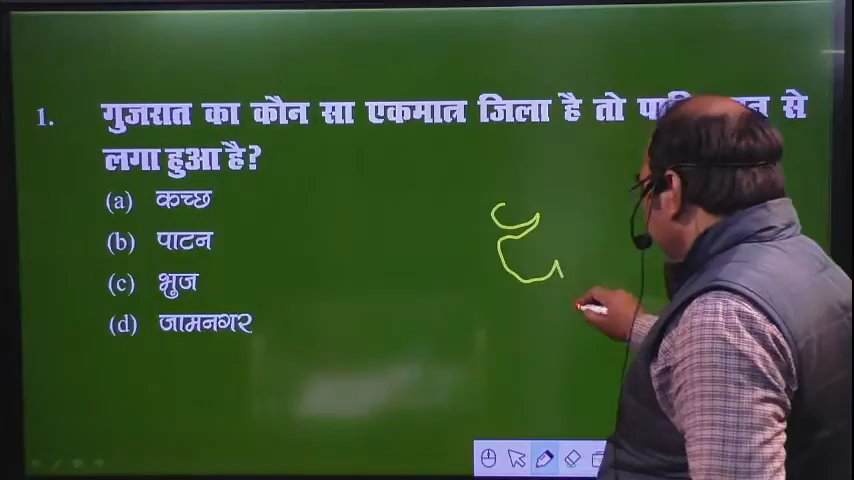 1. गुजरात का कौन सा एकमात्र जिला है तो से
लगा हुआ है?
(a) कच्छ
(b) पाटन
(c) भुज
(d) जामनगर